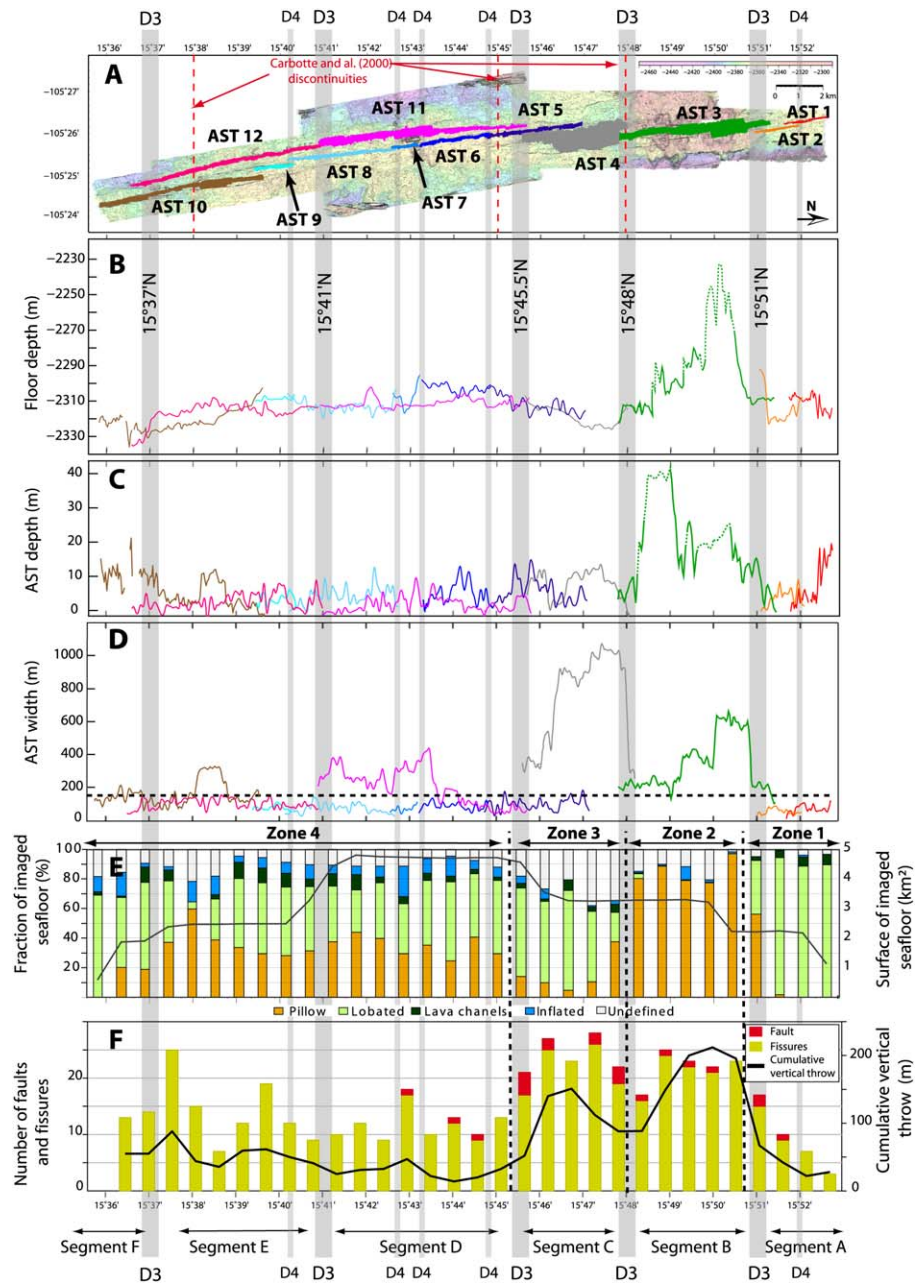 D3 D4 D3 D4 D4 D4 D3 D3 D3 D4
15°36' 15°37' 15°38' 15°39' 15°40' 15°41' 15°42' 15°43' 15°44' 15°45' 15°46' 15°47' 15°48' 15°49' 15°50' 15°51' 15°52'
A
Carbotte and al. (2000)
discontinuities
-2460 -2440 -2420 -2400 -2380 -2360 -2340 -2320 -2300
0 1 2 km
-105°27'
-105°26'
-105°25'
-105°24'
AST 12
AST 11
AST 5
AST 3
AST 1
AST 2
AST 10
AST 9
AST 8
AST 7
AST 6
AST 4
N
B
Floor depth (m)
-2230
-2250
-2270
-2290
-2310
-2330
15°37'N
15°41'N
15°45.5'N
15°48'N
15°51'N
C
AST depth (m)
40
30
20
10
0
D
AST width (m)
1000
800
600
400
200
0
Zone 4 Zone 3 Zone 2 Zone 1
E
Fraction of imaged
seafloor (%)
100
80
60
40
20
5
4
3
2
1
Surface of imaged
seafloor (km²)
Pillow Lobated Lava chanels Inflated Undefined
F
Number of faults
and fissures
20
10
0
Fault
Fissures
Cumulative
vertical throw
200
100
0
Cumulative vertical
throw (m)
15°36' 15°37' 15°38' 15°39' 15°40' 15°41' 15°42' 15°43' 15°44' 15°45' 15°46' 15°47' 15°48' 15°49' 15°50' 15°51' 15°52'
Segment F Segment E Segment D Segment C Segment B Segment A
D3 D4 D3 D4 D4 D4 D3 D3 D3 D4